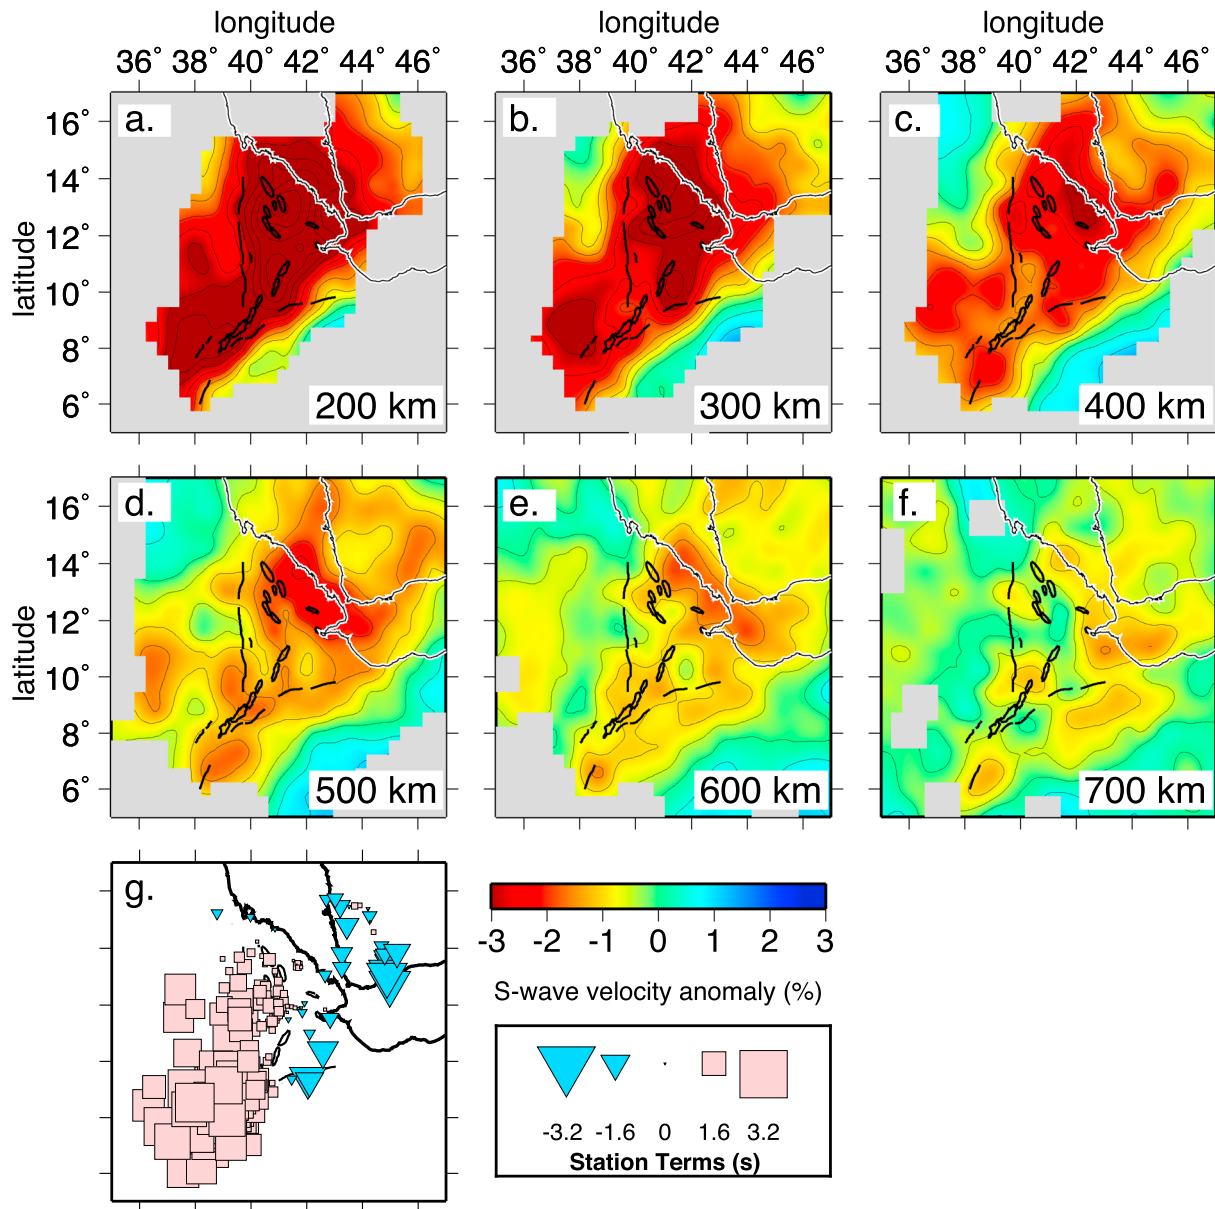 longitude longitude longitude
36° 38° 40° 42° 44° 46° 36° 38° 40° 42° 44° 46° 36° 38° 40° 42° 44° 46°
latitude
16°
14°
12°
10°
8°
6°
a.
200 km
b.
300 km
c.
400 km
latitude
16°
14°
12°
10°
8°
6°
d.
500 km
e.
600 km
f.
700 km
g.
-3 -2 -1 0 1 2 3
S-wave velocity anomaly (%)
-3.2 -1.6 0 1.6 3.2
Station Terms (s)